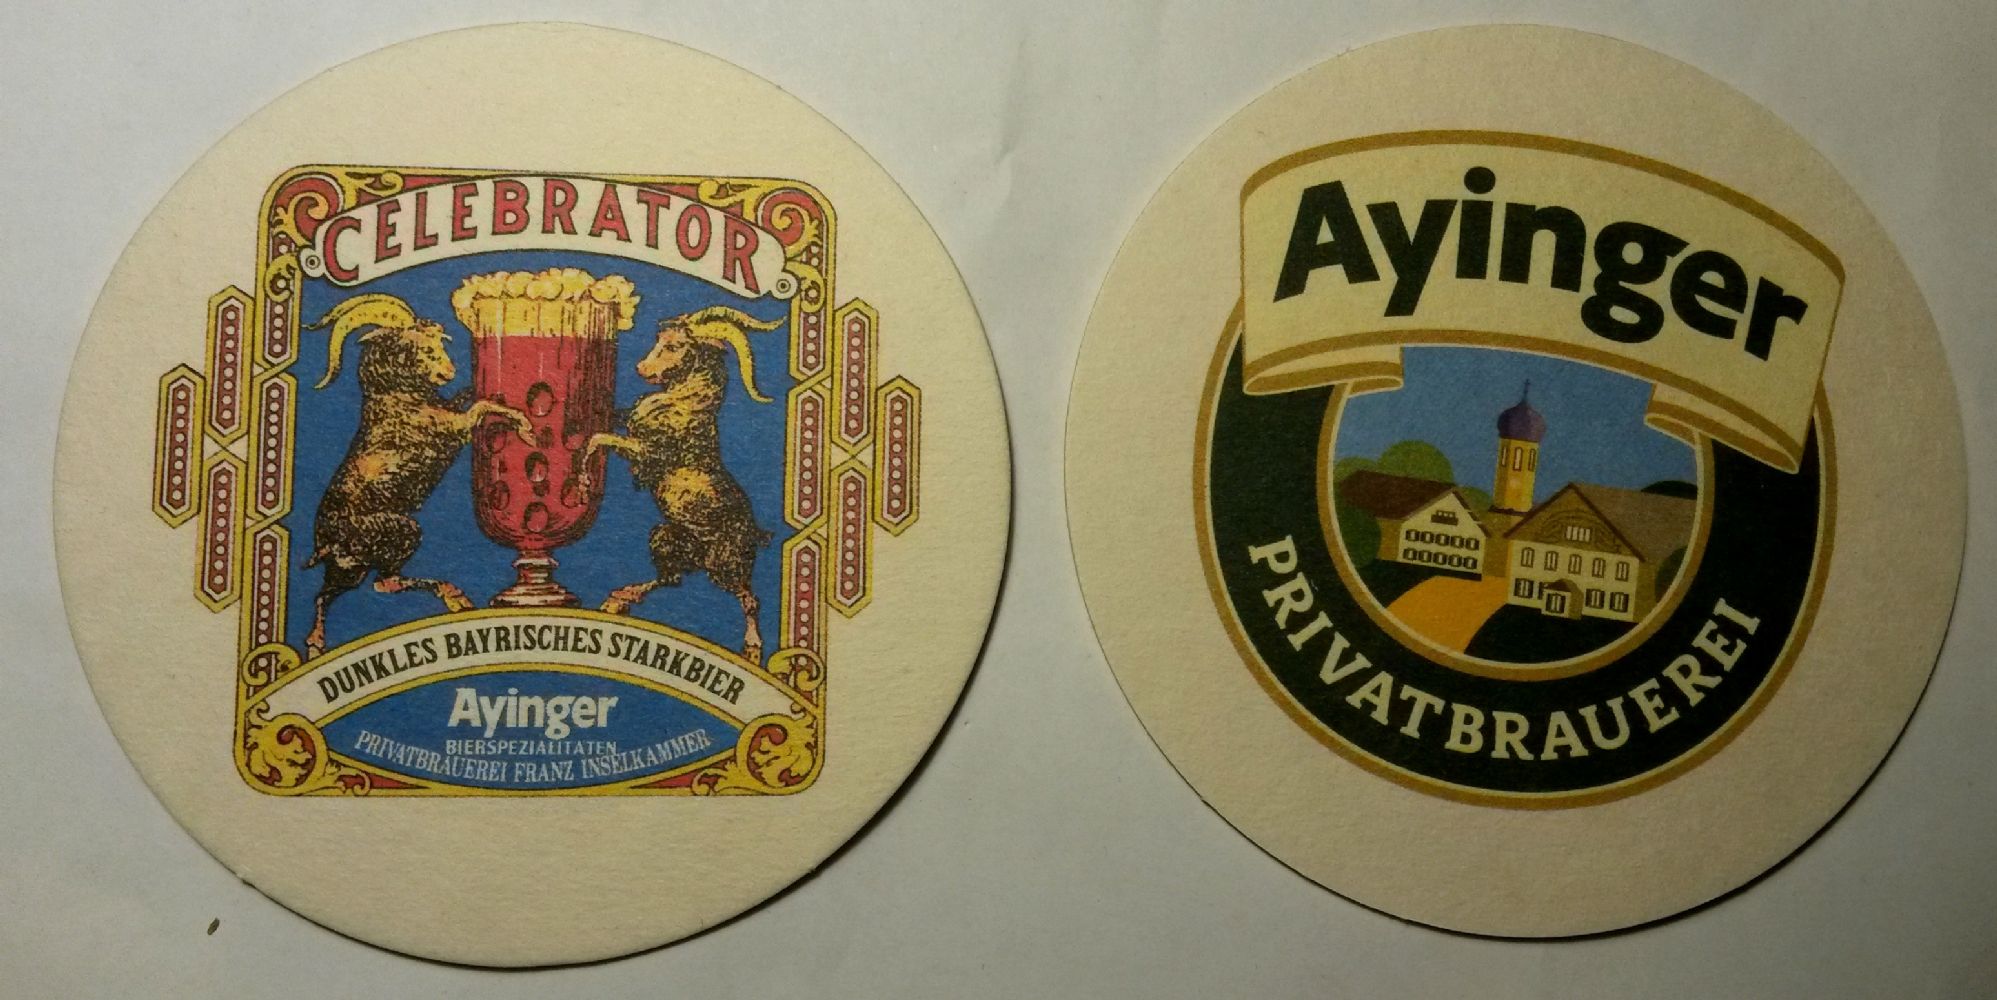 CELEBRATOR
DUNKLES BAYRISCHES STARKBIER
Ayinger
BIERSPEZIALITÄTEN
PRIVATBRAUEREI FRANZ INSELKAMMER
Ayinger
PRIVATBRAUEREI